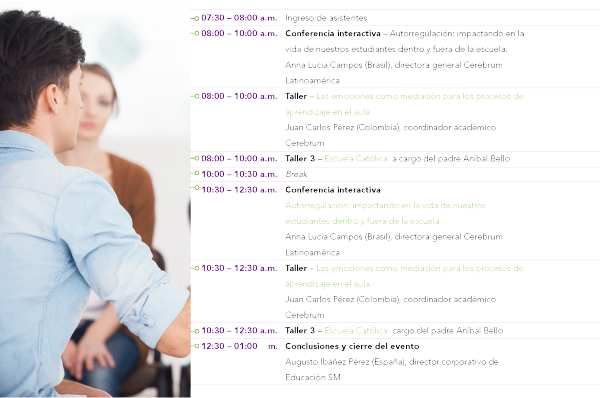 07:30 – 08:00 a.m. Ingreso de asistentes
08:00 – 10:00 a.m. Conferencia interactiva – Autorregulación: impactando en la
vida de nuestros estudiantes dentro y fuera de la escuela.
Anna Lucia Campos (Brasil), directora general Cerebrum
Latinoamérica.
08:00 – 10:00 a.m. Taller – Las emociones como mediación para los procesos de
aprendizaje en el aula
Juan Carlos Pérez (Colombia), coordinador académico
Cerebrum
08:00 – 10:00 a.m. Taller 3 – Escuela Católica a cargo del padre Aníbal Bello
10:00 – 10:30 a.m. Break
10:30 – 12:30 a.m. Conferencia interactiva
Autorregulación: impactando en la vida de nuestros
estudiantes dentro y fuera de la escuela
Anna Lucia Campos (Brasil), directora general Cerebrum
Latinoamérica
10:30 – 12:30 a.m. Taller – Las emociones como mediación para los procesos de
aprendizaje en el aula
Juan Carlos Pérez (Colombia), coordinador académico
Cerebrum
10:30 – 12:30 a.m. Taller 3 – Escuela Católica cargo del padre Aníbal Bello
12:30 – 01:00 m. Conclusiones y cierre del evento
Augusto Ibáñez Pérez (España), director corporativo de
Educación SM